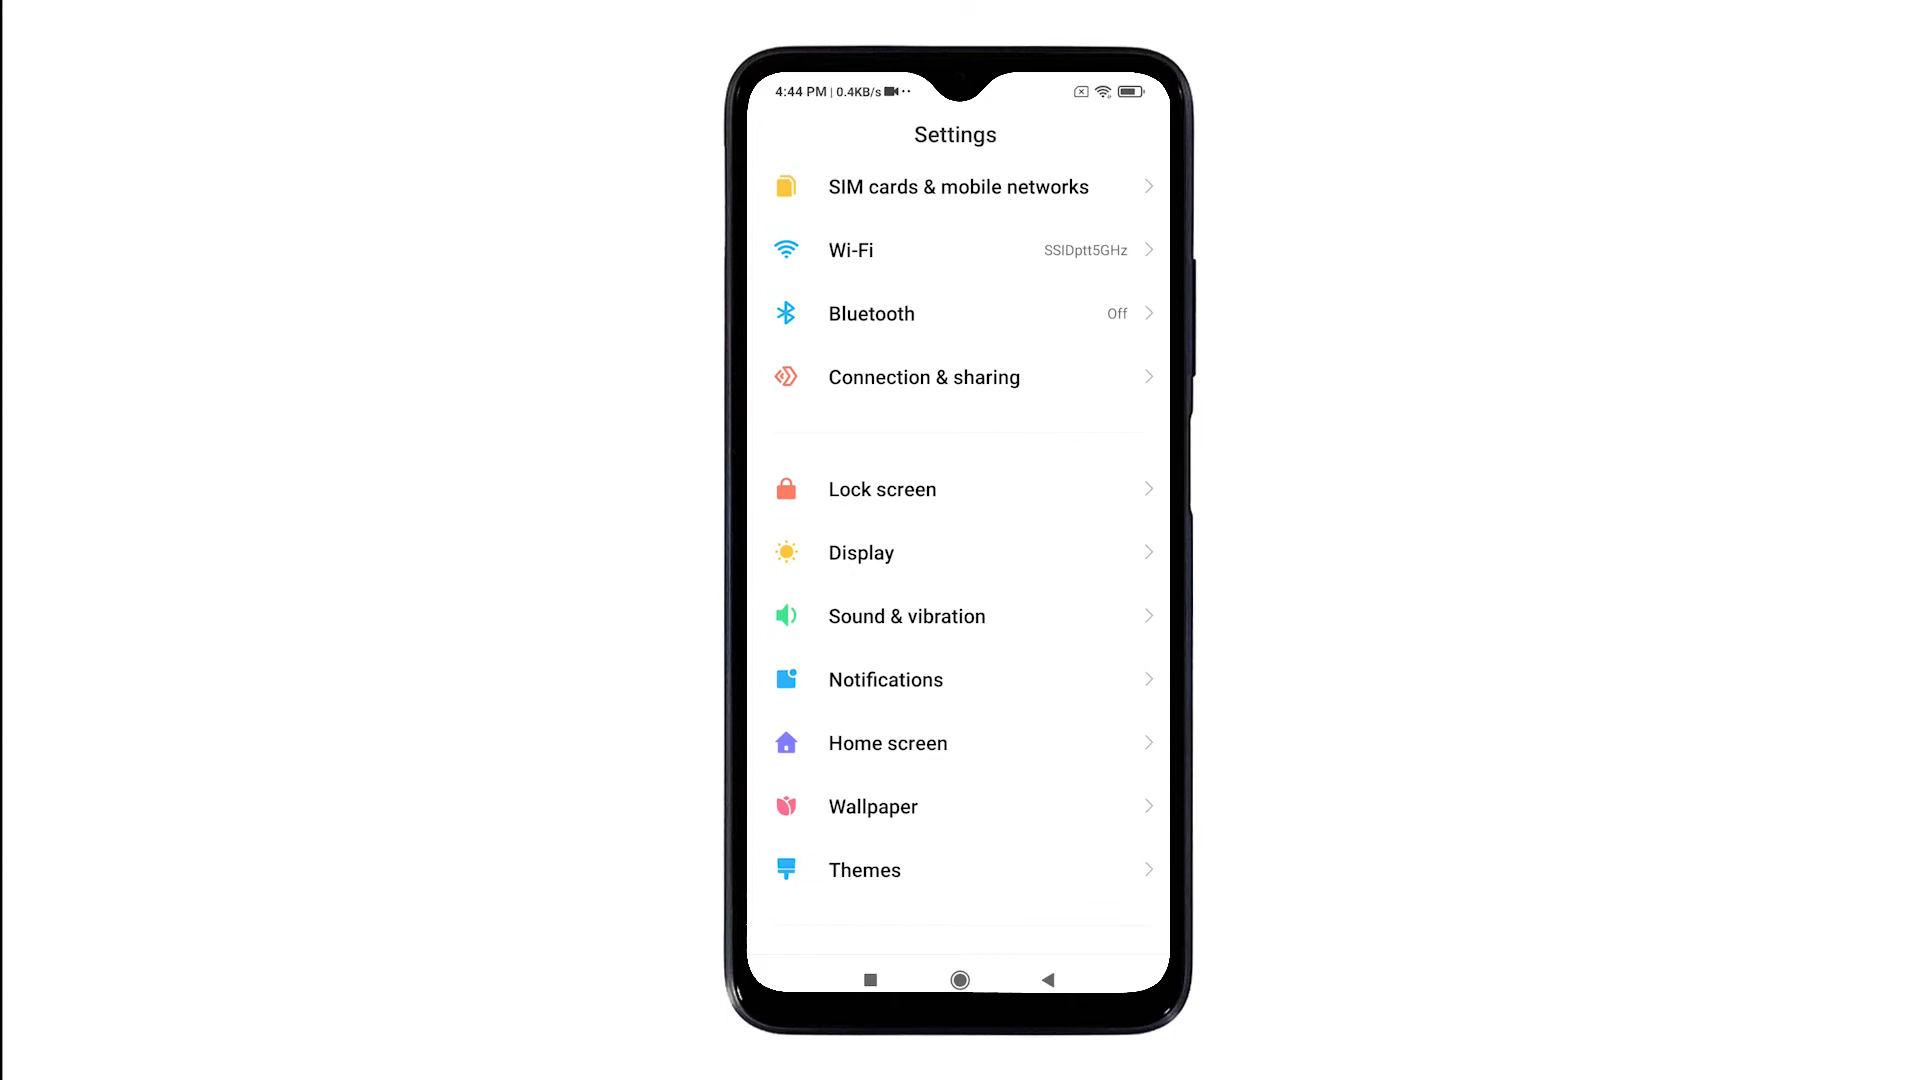 4:44 PM | 0.4KB/s
Settings
SIM cards & mobile networks
Wi-Fi SSIDptt5GHz
Bluetooth Off
Connection & sharing
Lock screen
Display
Sound & vibration
Notifications
Home screen
Wallpaper
Themes